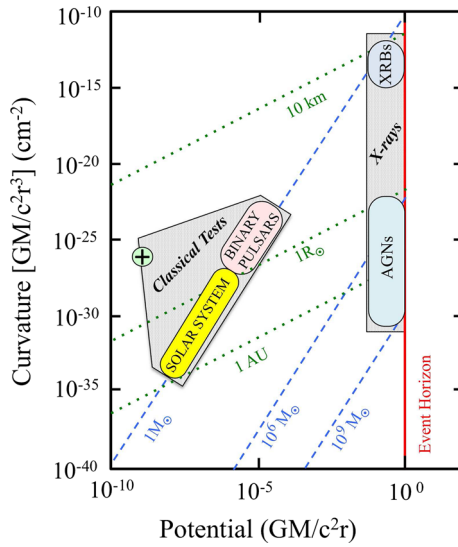 10⁻¹⁰
10⁻¹⁵
10⁻²⁰
10⁻²⁵
10⁻³⁰
10⁻³⁵
10⁻⁴⁰
Curvature [GM/c²r³] (cm⁻²)
XRBs
X-rays
10 km
Classical Tests
BINARY
PULSARS
SOLAR SYSTEM
1R☉
AGNs
1 AU
1M☉
10⁶ M☉
10⁹ M☉
Event Horizon
10⁻¹⁰
10⁻⁵
10⁰
Potential (GM/c²r)